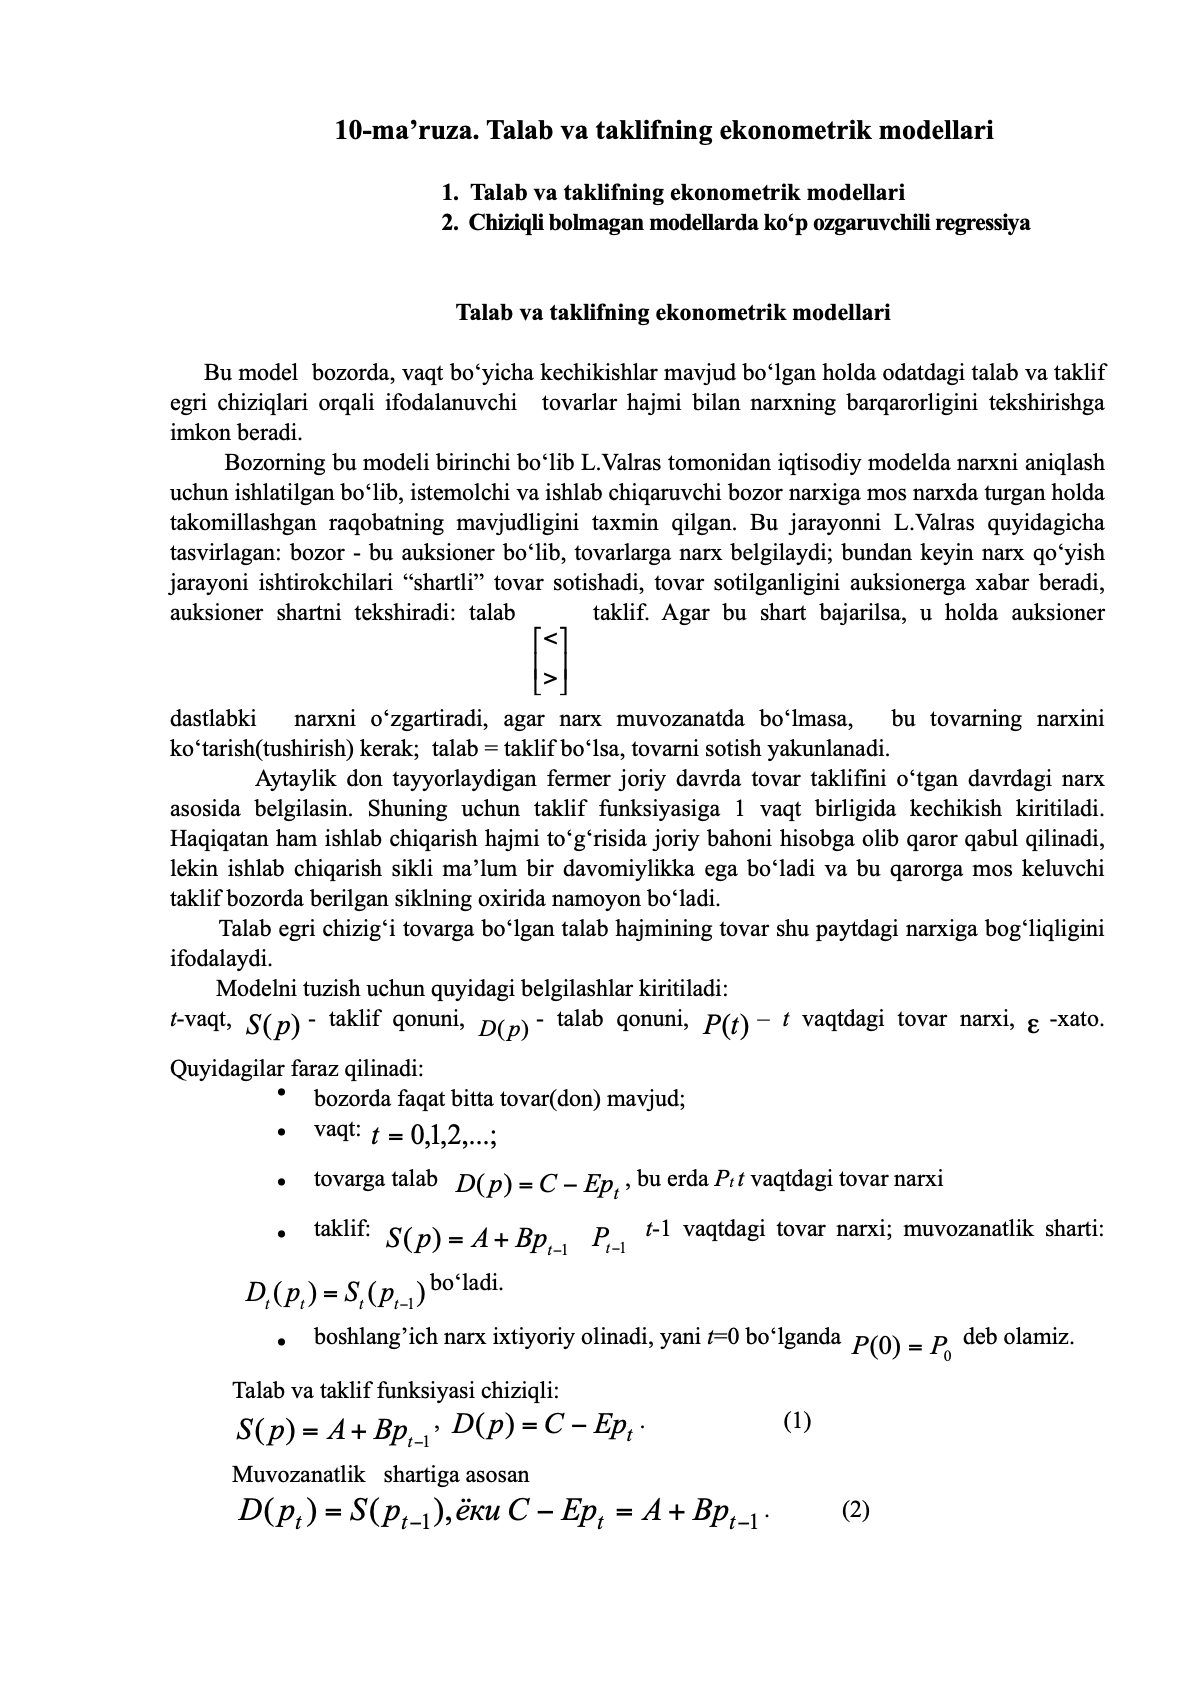 10-ma’ruza. Talab va taklifning ekonometrik modellari
1. Talab va taklifning ekonometrik modellari
2. Chiziqli bolmagan modellarda ko‘p ozgaruvchili regressiya
Talab va taklifning ekonometrik modellari
Bu model bozorda, vaqt bo‘yicha kechikishlar mavjud bo‘lgan holda odatdagi talab va taklif
egri chiziqlari orqali ifodalanuvchi tovarlar hajmi bilan narxning barqarorligini tekshirishga
imkon beradi.
Bozorning bu modeli birinchi bo‘lib L.Valras tomonidan iqtisodiy modelda narxni aniqlash
uchun ishlatilgan bo‘lib, istemolchi va ishlab chiqaruvchi bozor narxiga mos narxda turgan holda
takomillashgan raqobatning mavjudligini taxmin qilgan. Bu jarayonni L.Valras quyidagicha
tasvirlagan: bozor - bu auksioner bo‘lib, tovarlarga narx belgilaydi; bundan keyin narx qo‘yish
jarayoni ishtirokchilari “shartli” tovar sotishadi, tovar sotilganligini auksionerga xabar beradi,
auksioner shartni tekshiradi: talab [< >] taklif. Agar bu shart bajarilsa, u holda auksioner
dastlabki narxni o‘zgartiradi, agar narx muvozanatda bo‘lmasa, bu tovarning narxini
ko‘tarish(tushirish) kerak; talab = taklif bo‘lsa, tovarni sotish yakunlanadi.
Aytaylik don tayyorlaydigan fermer joriy davrda tovar taklifini o‘tgan davrdagi narx
asosida belgilasin. Shuning uchun taklif funksiyasiga 1 vaqt birligida kechikish kiritiladi.
Haqiqatan ham ishlab chiqarish hajmi to‘g‘risida joriy bahoni hisobga olib qaror qabul qilinadi,
lekin ishlab chiqarish sikli ma’lum bir davomiylikka ega bo‘ladi va bu qarorga mos keluvchi
taklif bozorda berilgan siklning oxirida namoyon bo‘ladi.
Talab egri chizig‘i tovarga bo‘lgan talab hajmining tovar shu paytdagi narxiga bog‘liqligini
ifodalaydi.
Modelni tuzish uchun quyidagi belgilashlar kiritiladi:
t-vaqt, S(p) - taklif qonuni, D(p) - talab qonuni, P(t) – t vaqtdagi tovar narxi, ε -xato.
Quyidagilar faraz qilinadi:
• bozorda faqat bitta tovar(don) mavjud;
• vaqt: t = 0,1,2,...;
• tovarga talab D(p) = C – Ep_t, bu erda P_t t vaqtdagi tovar narxi
• taklif: S(p) = A + Bp_{t–1} P_{t–1} t-1 vaqtdagi tovar narxi; muvozanatlik sharti:
D_t(p_t) = S_t(p_{t–1}) bo‘ladi.
• boshlang’ich narx ixtiyoriy olinadi, yani t=0 bo‘lganda P(0) = P_0 deb olamiz.
Talab va taklif funksiyasi chiziqli:
S(p) = A + Bp_{t–1}, D(p) = C – Ep_t. (1)
Muvozanatlik shartiga asosan
D(p_t) = S(p_{t–1}), ёки C – Ep_t = A + Bp_{t–1}. (2)